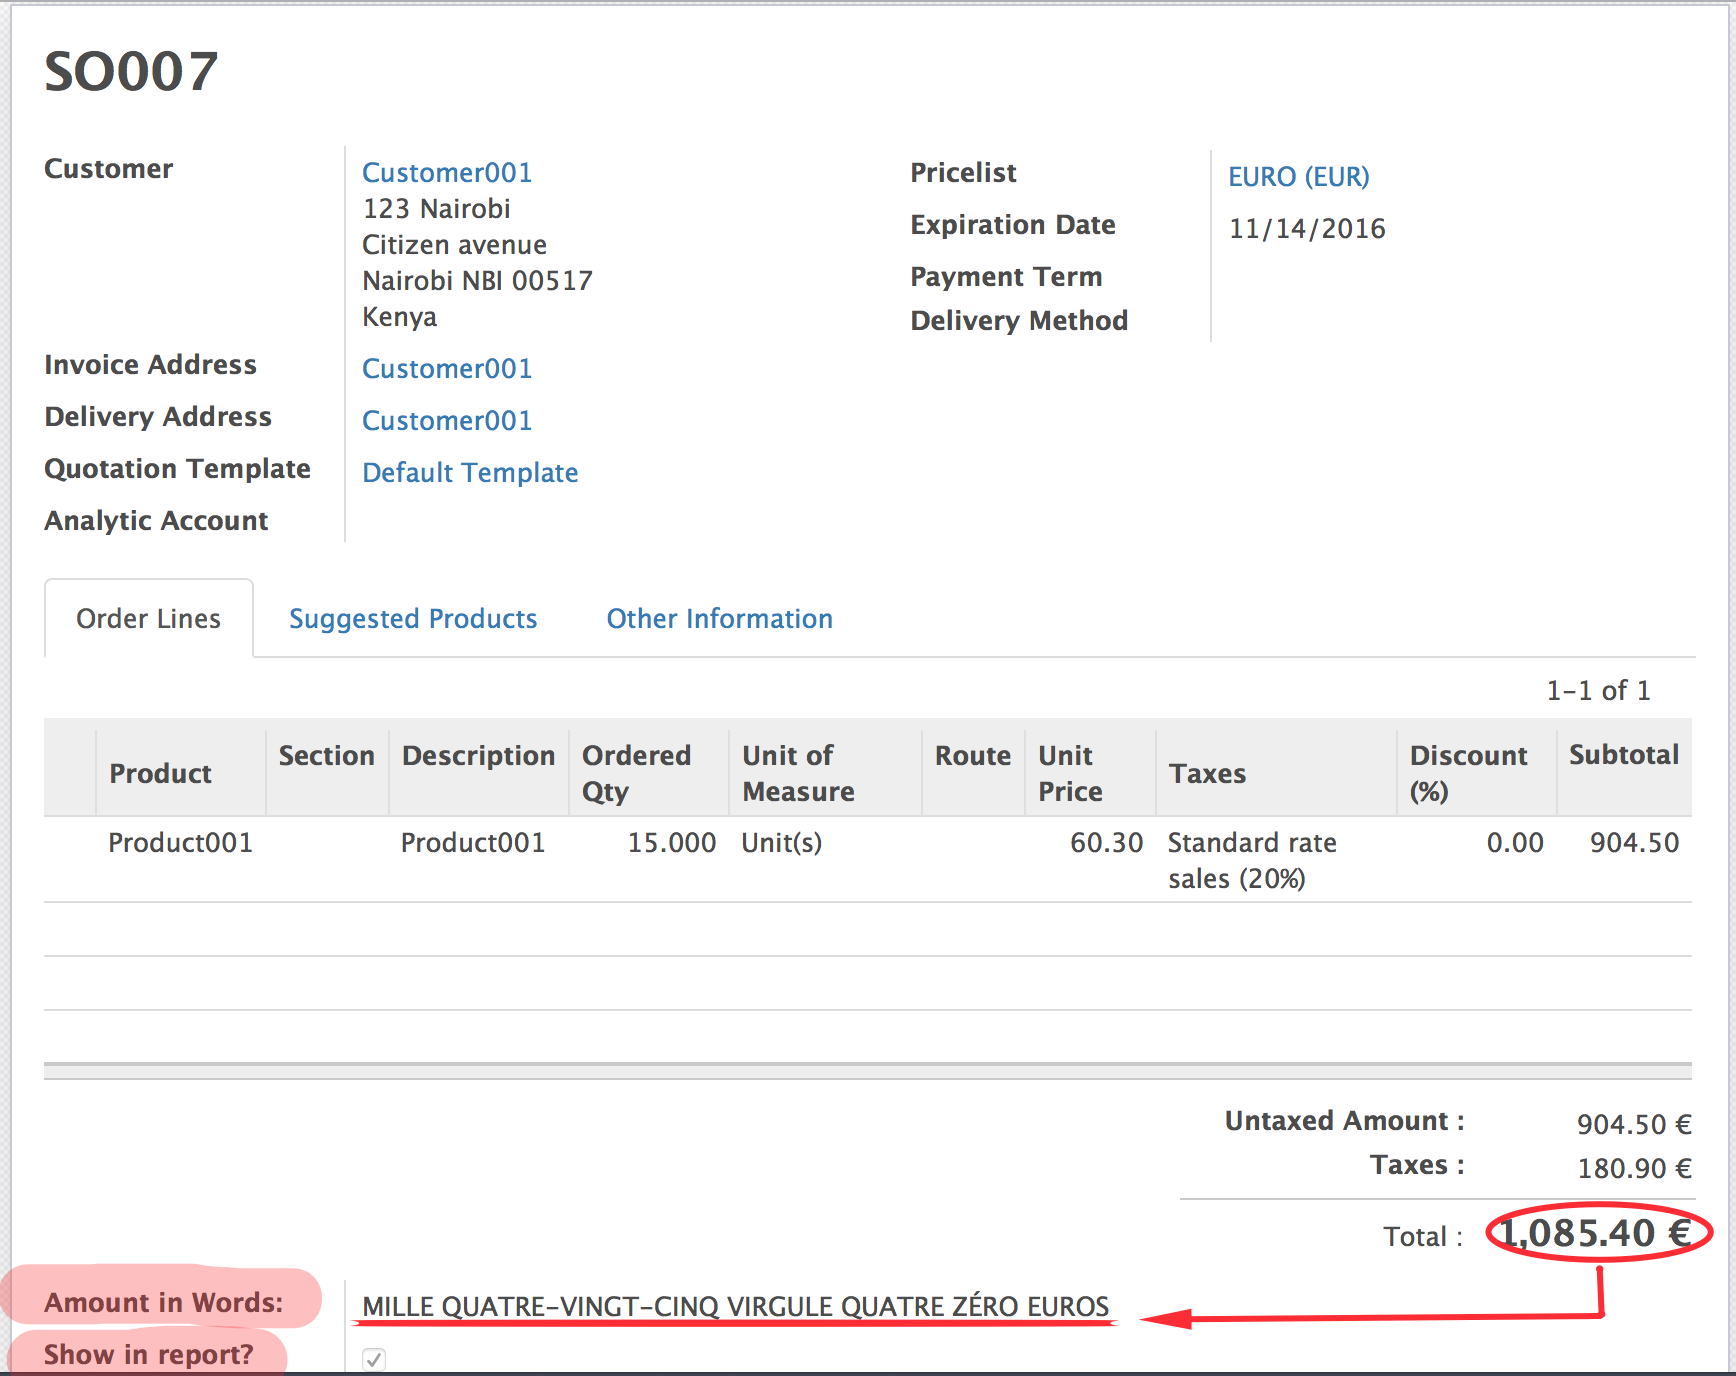 SO007
Customer
Customer001
123 Nairobi
Citizen avenue
Nairobi NBI 00517
Kenya
Invoice Address
Customer001
Delivery Address
Customer001
Quotation Template
Default Template
Analytic Account
Pricelist
EURO (EUR)
Expiration Date
11/14/2016
Payment Term
Delivery Method
Order Lines Suggested Products Other Information
1-1 of 1
Product Section Description Ordered Qty Unit of Measure Route Unit Price Taxes Discount (%) Subtotal
Product001 Product001 15.000 Unit(s) 60.30 Standard rate sales (20%) 0.00 904.50
Untaxed Amount : 904.50 €
Taxes : 180.90 €
Total : 1,085.40 €
Amount in Words: MILLE QUATRE-VINGT-CINQ VIRGULE QUATRE ZÉRO EUROS
Show in report?